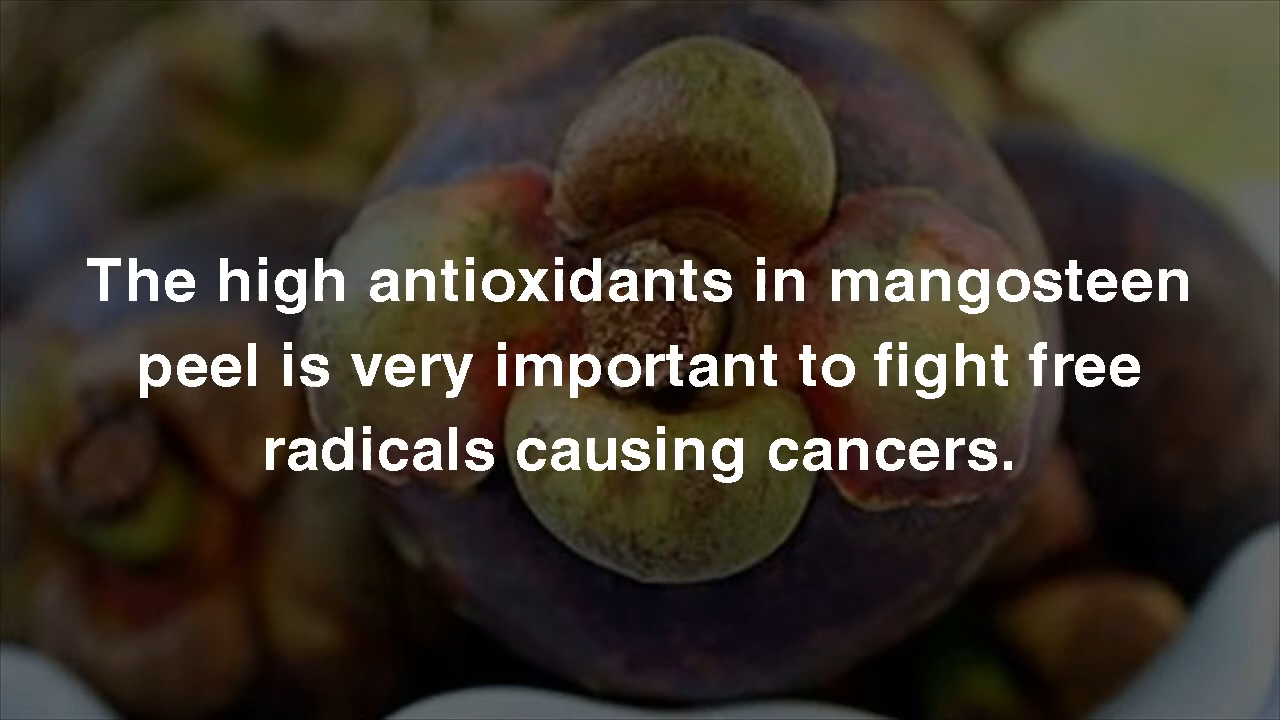 The high antioxidants in mangosteen
peel is very important to fight free
radicals causing cancers.